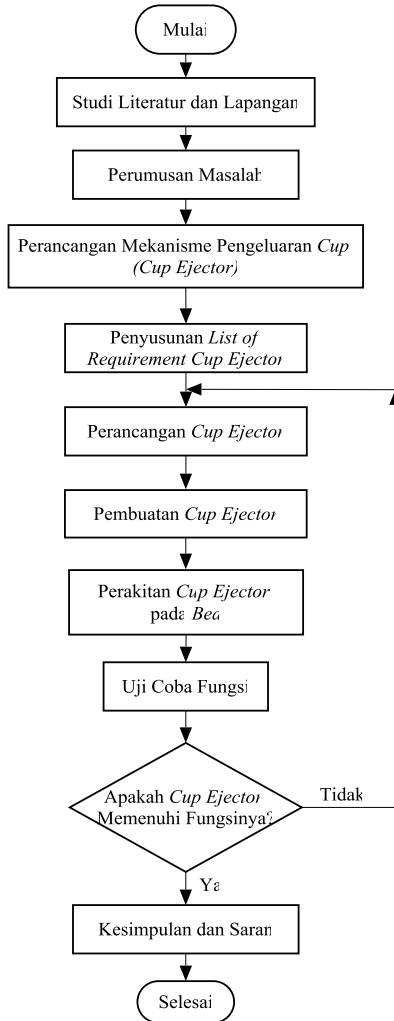 Mulai
Studi Literatur dan Lapangan
Perumusan Masalah
Perancangan Mekanisme Pengeluaran Cup
(Cup Ejector)
Penyusunan List of
Requirement Cup Ejector
Perancangan Cup Ejector
Pembuatan Cup Ejector
Perakitan Cup Ejector
pada Bed
Uji Coba Fungsi
Apakah Cup Ejector
Memenuhi Fungsinya?
Tidak
Ya
Kesimpulan dan Saran
Selesai